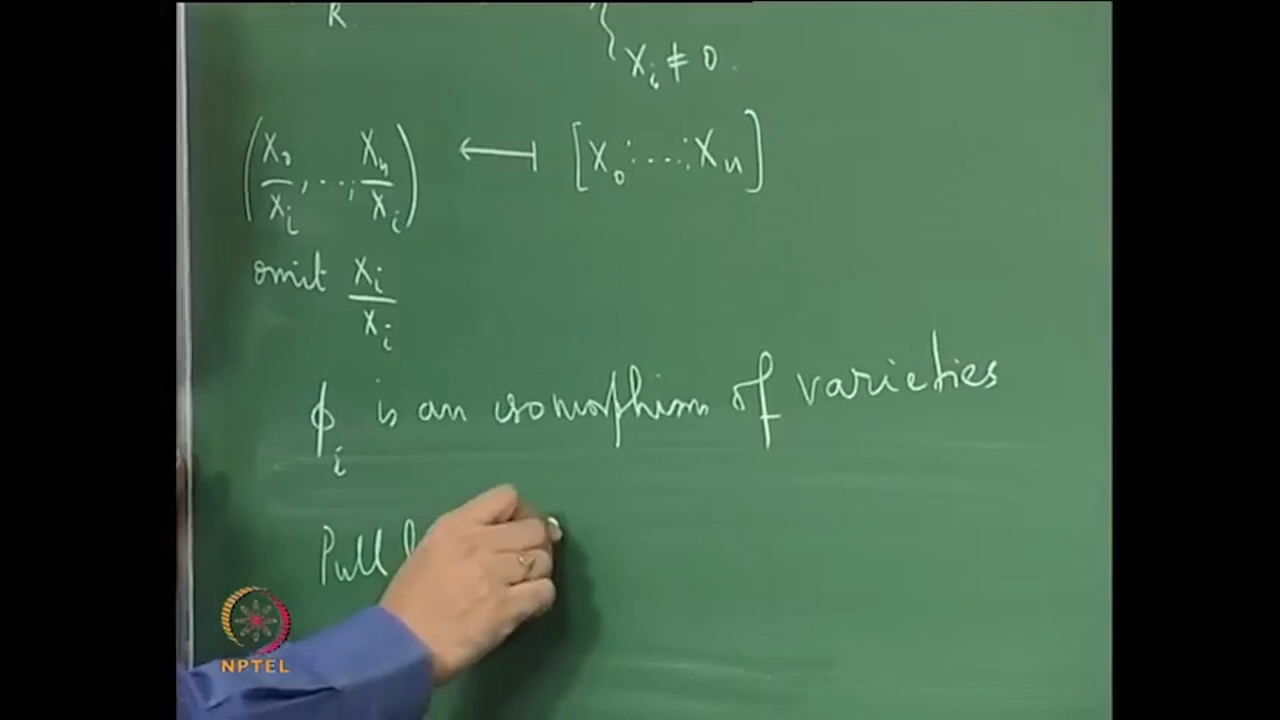 k
{ X_i ≠ 0.
(X_0/X_i, ..., X_n/X_i) ⟻ [X_0:...:X_n]
omit X_i/X_i
ϕ_i is an isomorphism of varieties
Pull
NPTEL